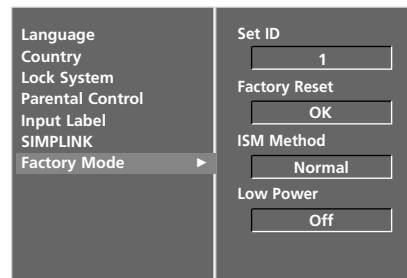 Language
Country
Lock System
Parental Control
Input Label
SIMPLINK
Factory Mode ►
Set ID
1
Factory Reset
OK
ISM Method
Normal
Low Power
Off